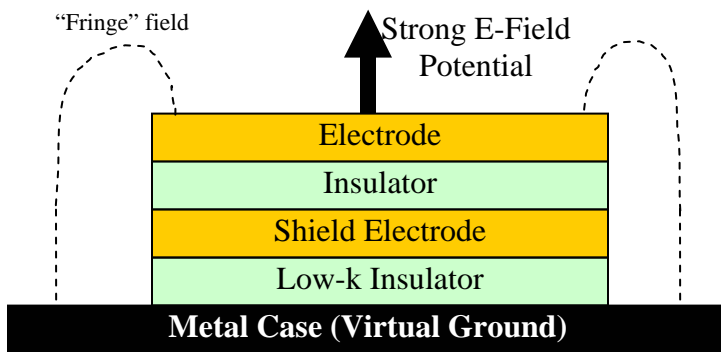 “Fringe” field
Strong E-Field
Potential
Electrode
Insulator
Shield Electrode
Low-k Insulator
Metal Case (Virtual Ground)